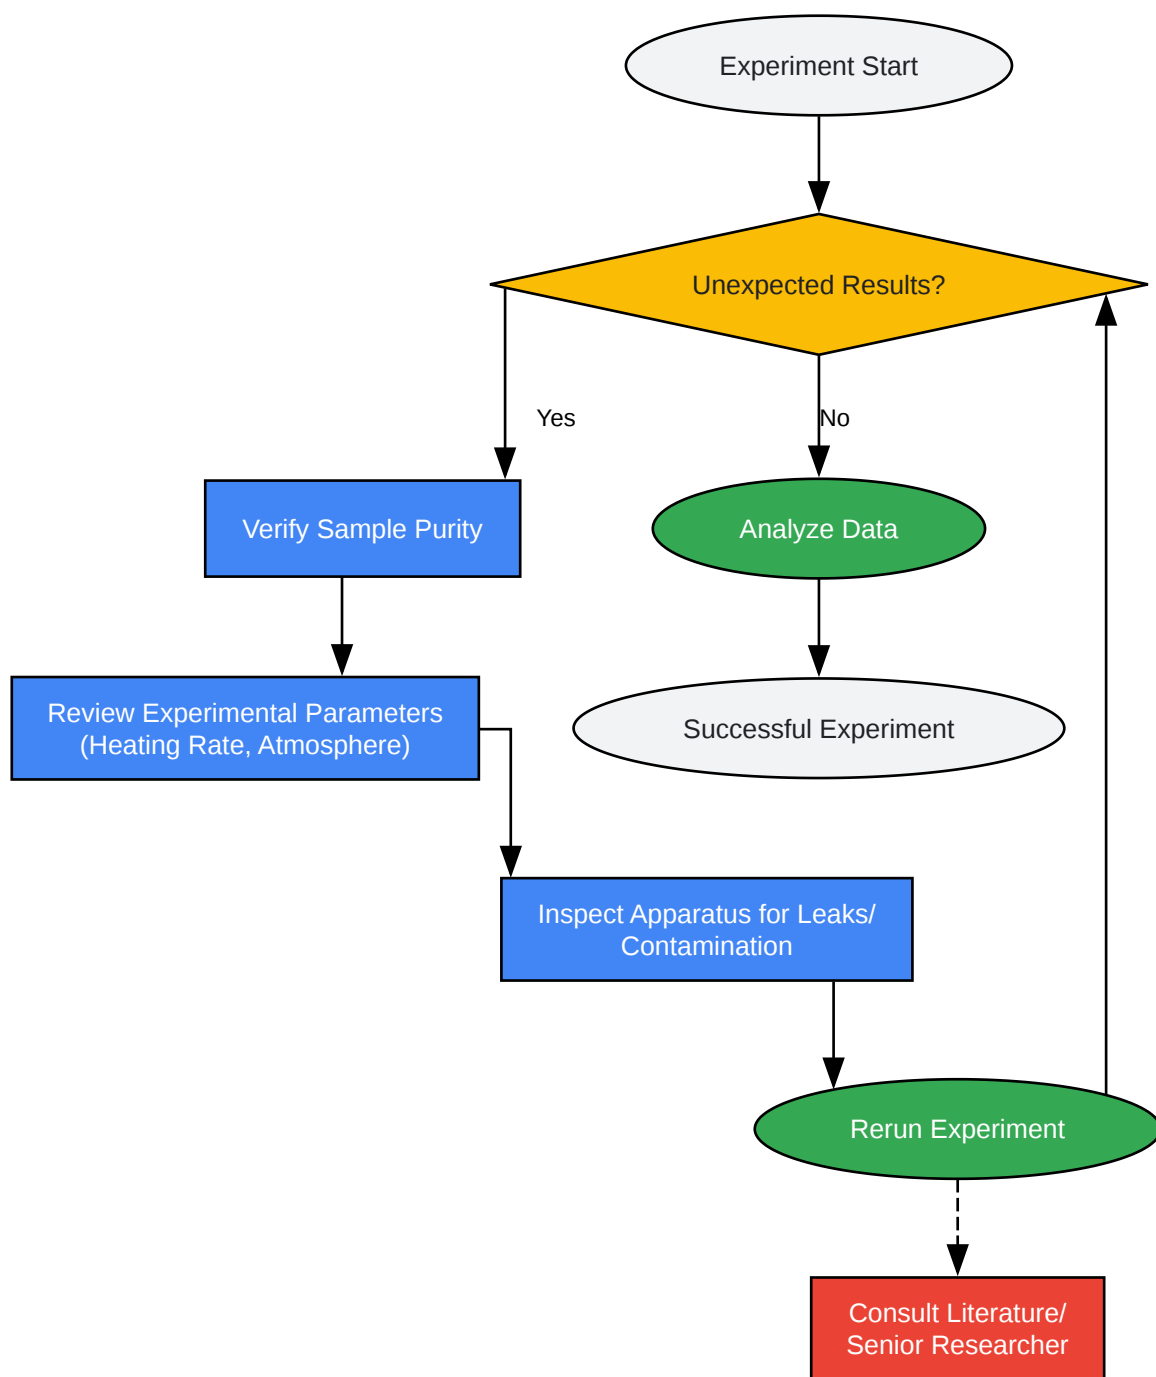 Experiment Start
Unexpected Results?
Yes
No
Verify Sample Purity
Analyze Data
Review Experimental Parameters
(Heating Rate, Atmosphere)
Successful Experiment
Inspect Apparatus for Leaks/
Contamination
Rerun Experiment
Consult Literature/
Senior Researcher